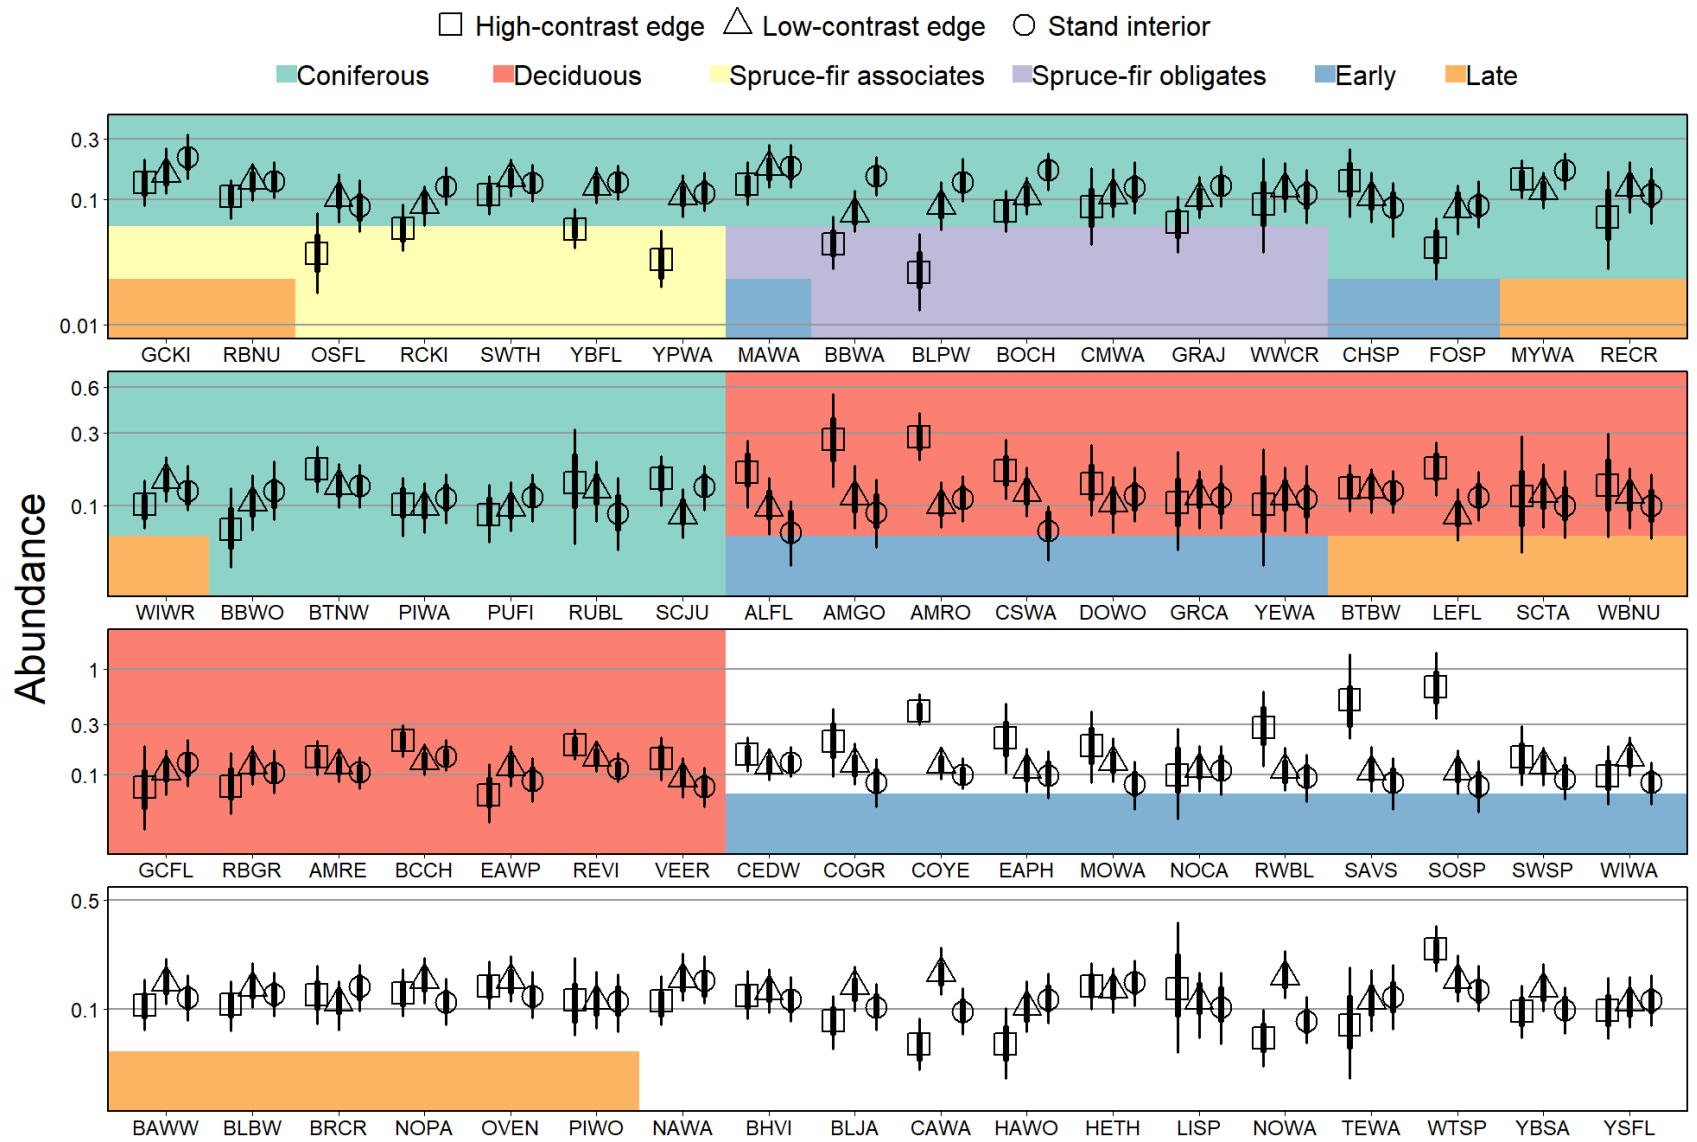 High-contrast edge Low-contrast edge Stand interior
Coniferous Deciduous Spruce-fir associates Spruce-fir obligates Early Late
Abundance
0.3
0.1
0.01
GCKI RBNU OSFL RCKI SWTH YBFL YPWA MAWA BBWA BLPW BOCH CMWA GRAJ WWCR CHSP FOSP MYWA RECR
0.6
0.3
0.1
WIWR BBWO BTNW PIWA PUFI RUBL SCJU ALFL AMGO AMRO CSWA DOWO GRCA YEWA BTBW LEFL SCTA WBNU
1
0.3
0.1
GCFL RBGR AMRE BCCH EAWP REVI VEER CEDW COGR COYE EAPH MOWA NOCA RWBL SAVS SOSP SWSP WIWA
0.5
0.1
BAWW BLBW BRCR NOPA OVEN PIWO NAWA BHVI BLJA CAWA HAWO HETH LISP NOWA TEWA WTSP YBSA YSFL